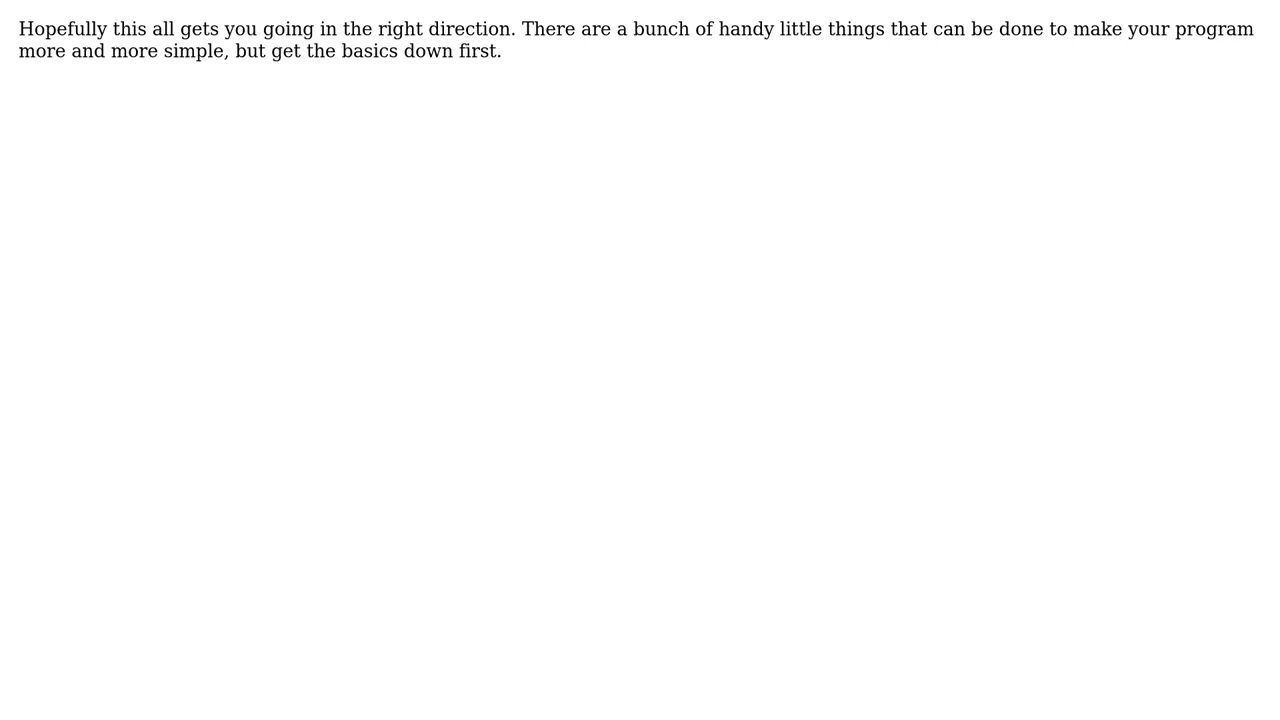 Hopefully this all gets you going in the right direction. There are a bunch of handy little things that can be done to make your program
more and more simple, but get the basics down first.